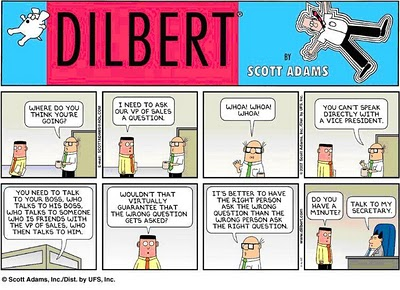 DILBERT
BY
SCOTT ADAMS
WHERE DO YOU
THINK YOU'RE
GOING?
I NEED TO ASK
OUR VP OF SALES
A QUESTION.
WHOA! WHOA!
WHOA!
YOU CAN'T SPEAK
DIRECTLY WITH
A VICE PRESIDENT.
YOU NEED TO TALK
TO YOUR BOSS, WHO
TALKS TO HIS BOSS,
WHO TALKS TO SOMEONE
WHO IS FRIENDS WITH
THE VP OF SALES, WHO
THEN TALKS TO HIM.
WOULDN'T THAT
VIRTUALLY
GUARANTEE THAT
THE WRONG QUESTION
GETS ASKED?
IT'S BETTER TO HAVE
THE RIGHT PERSON
ASK THE WRONG
QUESTION THAN THE
WRONG PERSON ASK
THE RIGHT QUESTION.
DO YOU
HAVE A
MINUTE?
TALK TO MY
SECRETARY.
© Scott Adams, Inc./Dist. by UFS, Inc.